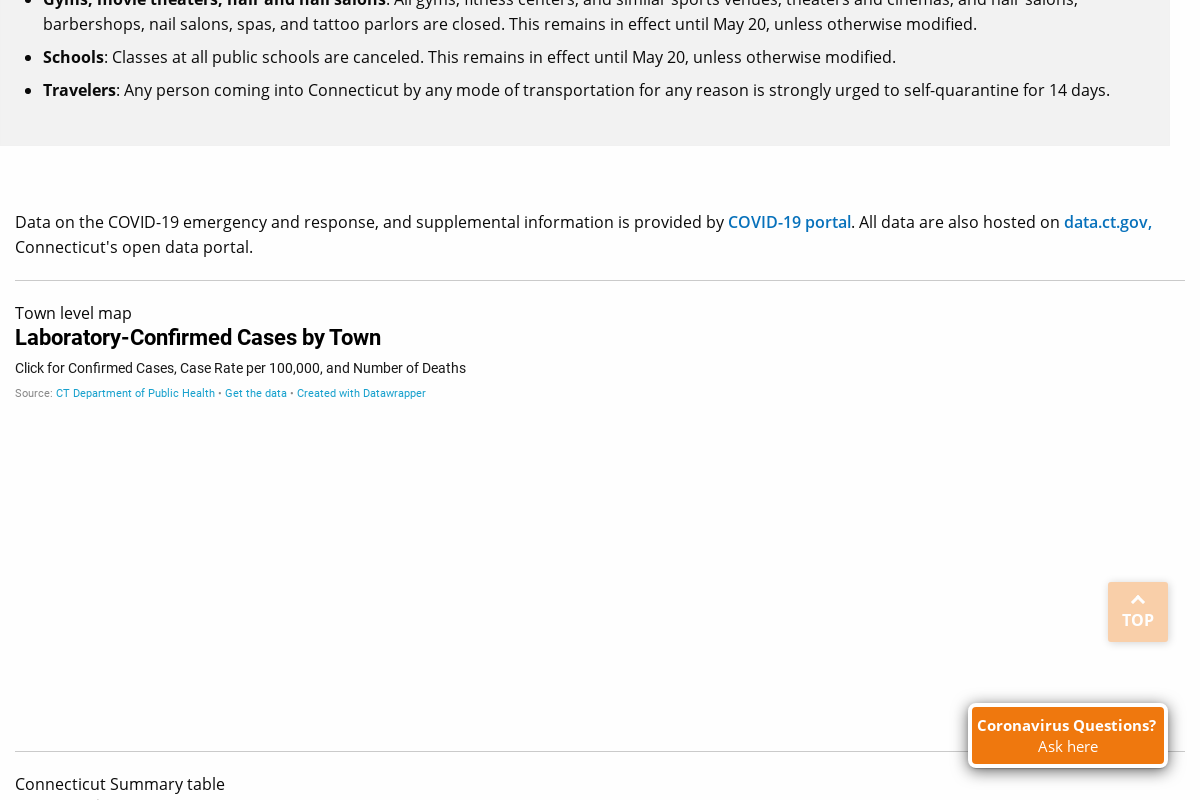 Gyms, movie theaters, hair and nail salons: All gyms, fitness centers, and similar sports venues, theaters and cinemas, and hair salons,
barbershops, nail salons, spas, and tattoo parlors are closed. This remains in effect until May 20, unless otherwise modified.
Schools: Classes at all public schools are canceled. This remains in effect until May 20, unless otherwise modified.
Travelers: Any person coming into Connecticut by any mode of transportation for any reason is strongly urged to self-quarantine for 14 days.
Data on the COVID-19 emergency and response, and supplemental information is provided by COVID-19 portal. All data are also hosted on data.ct.gov,
Connecticut's open data portal.
Town level map
Laboratory-Confirmed Cases by Town
Click for Confirmed Cases, Case Rate per 100,000, and Number of Deaths
Source: CT Department of Public Health • Get the data • Created with Datawrapper
TOP
Coronavirus Questions?
Ask here
Connecticut Summary table